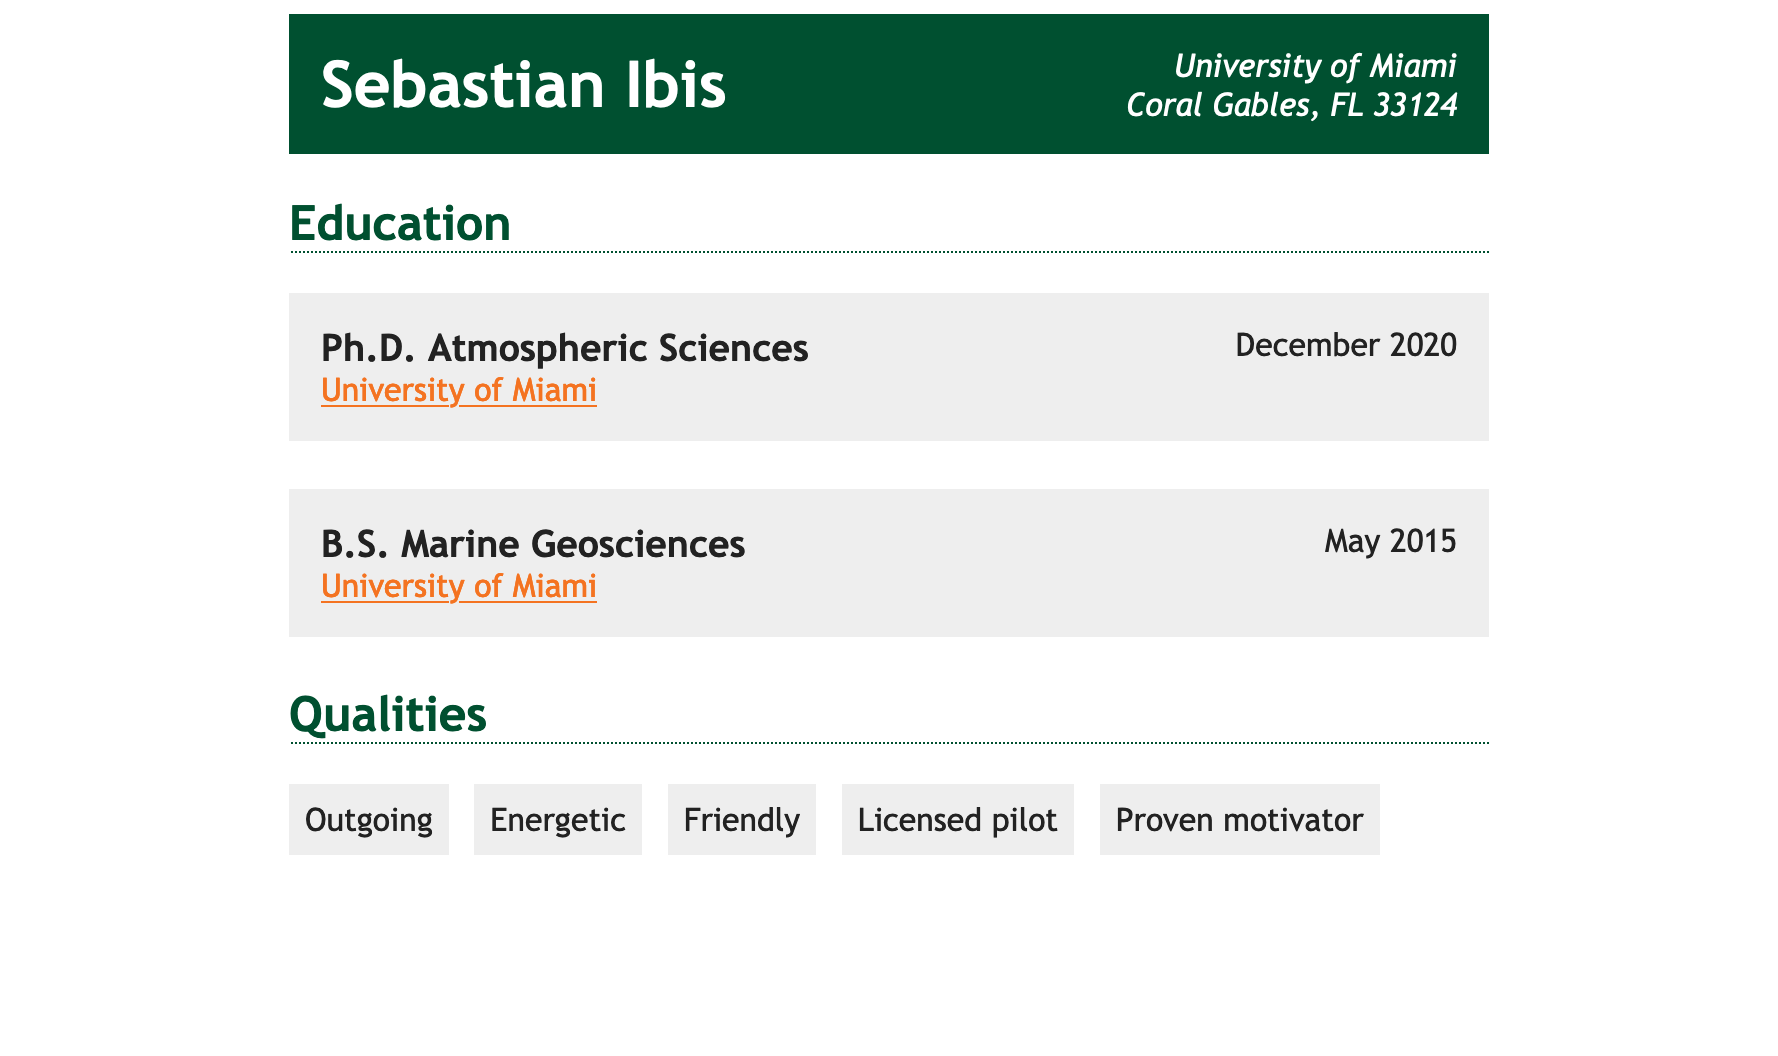 Sebastian Ibis
University of Miami
Coral Gables, FL 33124
Education
Ph.D. Atmospheric Sciences
December 2020
University of Miami
B.S. Marine Geosciences
May 2015
University of Miami
Qualities
Outgoing
Energetic
Friendly
Licensed pilot
Proven motivator